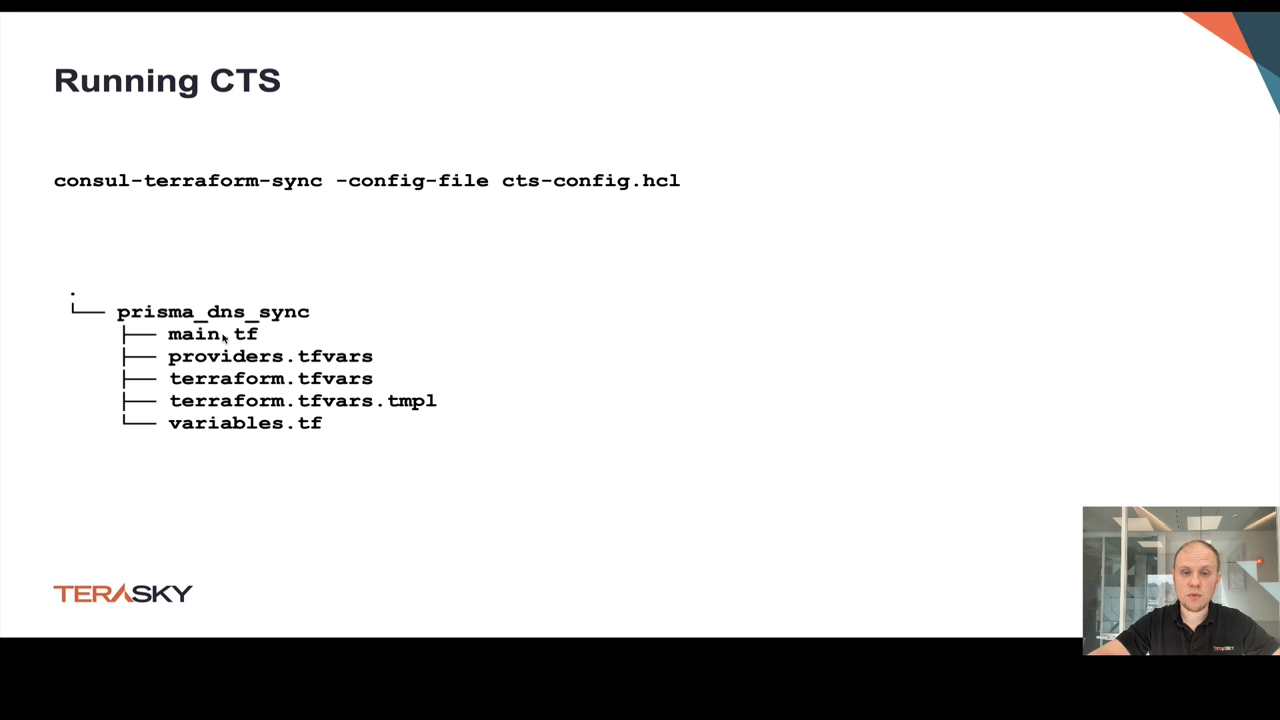 Running CTS
consul-terraform-sync -config-file cts-config.hcl
.
└── prisma_dns_sync
├── main.tf
├── providers.tfvars
├── terraform.tfvars
├── terraform.tfvars.tmpl
└── variables.tf
TERASKY
TERASKY